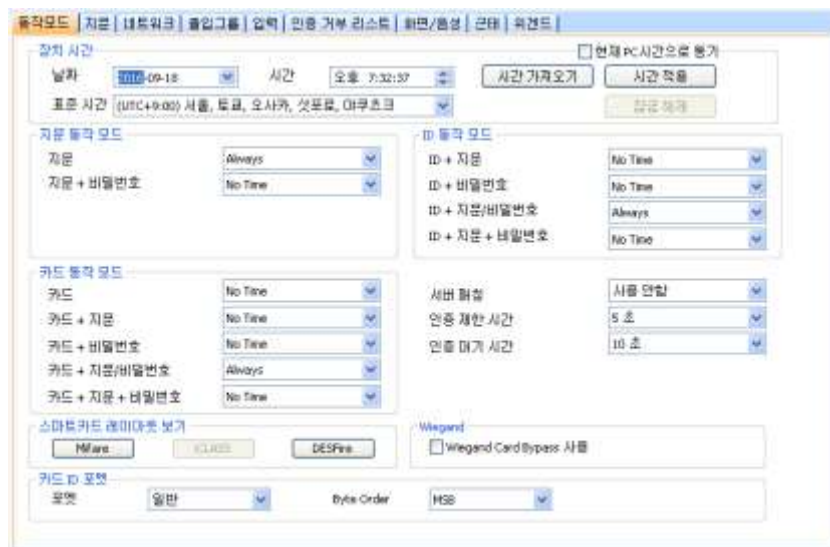 동작모드 지문 네트워크 출입그룹 입력 인증 거부 리스트 화면/음성 근태 위겐드
장치 시간
현재 PC시간으로 동기
날짜 2016-09-18 시간 오후 7:32:37 시간 가져오기 시간 적용
표준 시간 (UTC+9:00) 서울, 토쿄, 오사카, 삿포로, 야쿠츠크 잠금 해제
지문 동작 모드
지문 Always
지문 + 비밀번호 No Time
ID 동작 모드
ID + 지문 No Time
ID + 비밀번호 No Time
ID + 지문/비밀번호 Always
ID + 지문 + 비밀번호 No Time
카드 동작 모드
카드 No Time
카드 + 지문 No Time
카드 + 비밀번호 No Time
카드 + 지문/비밀번호 Always
카드 + 지문 + 비밀번호 No Time
서버 매칭 사용 안함
인증 제한 시간 5 초
인증 대기 시간 10 초
스마트카드 레이아웃 보기
Mifare iCLASS DESFire
Wiegand
Wiegand Card Bypass 사용
카드 ID 포맷
포맷 일반 Byte Order MSB